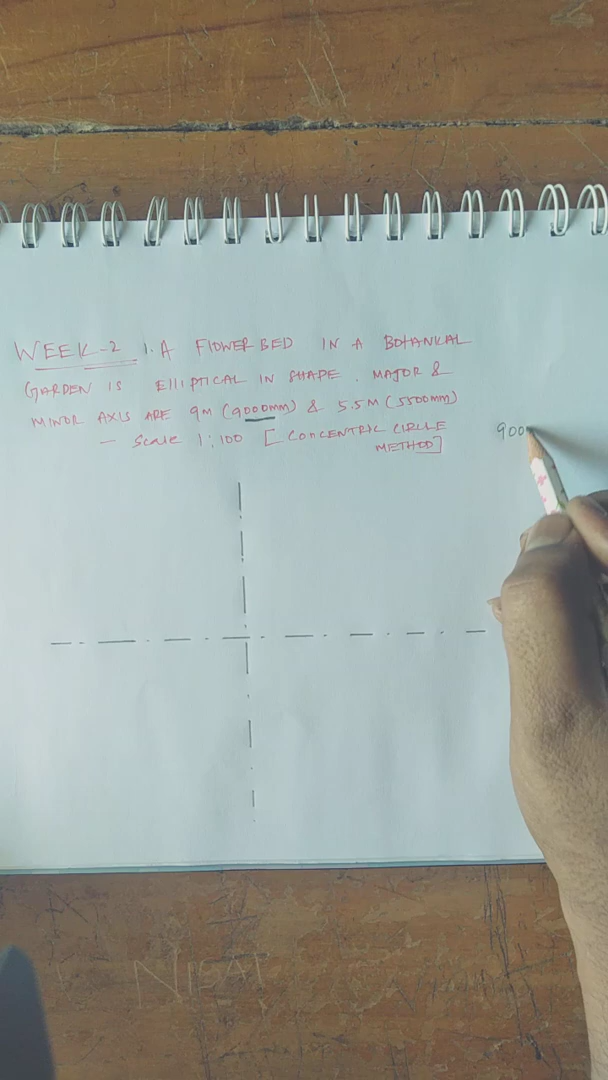 WEEK-2 1. A FLOWER BED IN A BOTANICAL
GARDEN IS ELLIPTICAL IN SHAPE. MAJOR &
MINOR AXIS ARE 9M (9000mm) & 5.5M (5500mm)
- Scale 1:100 [CONCENTRIC CIRCLE
METHOD]
900
NIEAT